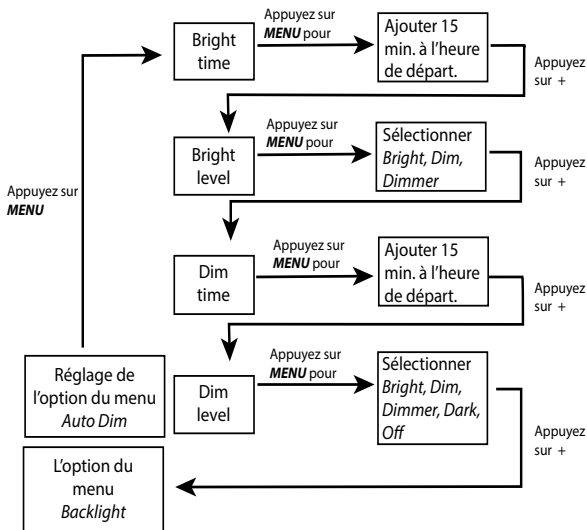 Bright
time
Appuyez sur
MENU pour
Ajouter 15
min. à l'heure
de départ.
Appuyez
sur +
Bright
level
Appuyez sur
MENU pour
Sélectionner
Bright, Dim,
Dimmer
Appuyez
sur +
Appuyez sur
MENU
Dim
time
Appuyez sur
MENU pour
Ajouter 15
min. à l'heure
de départ.
Appuyez
sur +
Réglage de
l'option du menu
Auto Dim
Dim
level
Appuyez sur
MENU pour
Sélectionner
Bright, Dim,
Dimmer, Dark,
Off
Appuyez
sur +
L'option du
menu
Backlight